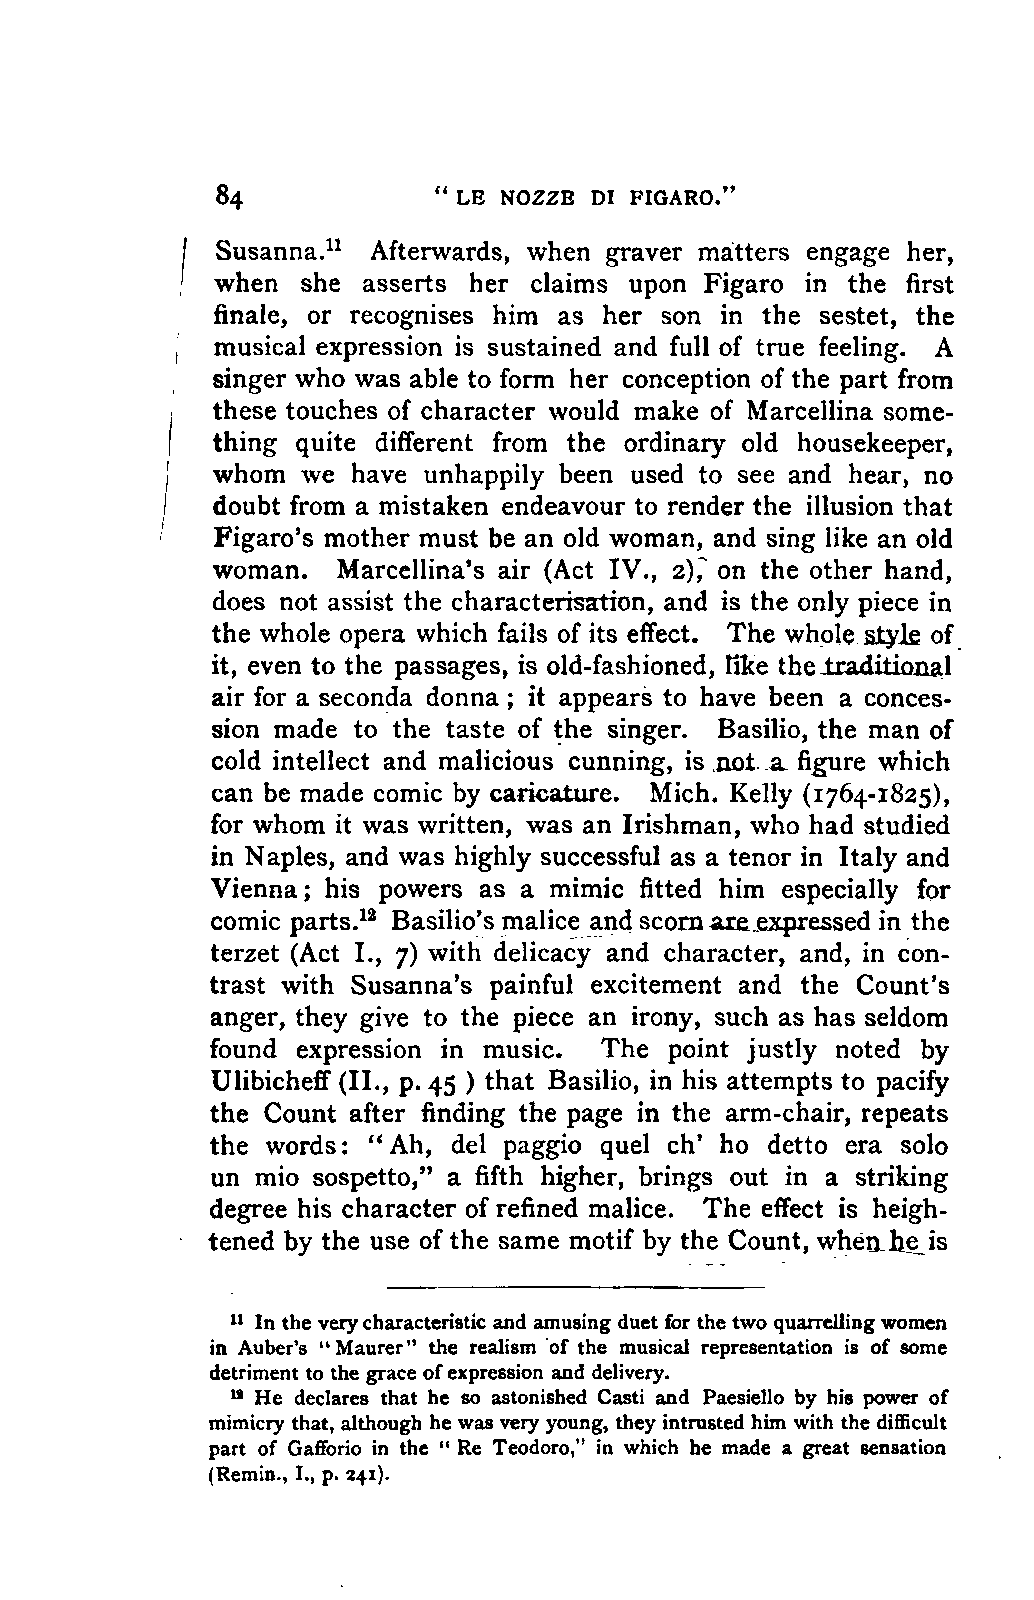 84 " LE NOZZE DI FIGARO."
Susanna.¹¹ Afterwards, when graver matters engage her,
when she asserts her claims upon Figaro in the first
finale, or recognises him as her son in the sestet, the
musical expression is sustained and full of true feeling. A
singer who was able to form her conception of the part from
these touches of character would make of Marcellina some-
thing quite different from the ordinary old housekeeper,
whom we have unhappily been used to see and hear, no
doubt from a mistaken endeavour to render the illusion that
Figaro's mother must be an old woman, and sing like an old
woman. Marcellina's air (Act IV., 2), on the other hand,
does not assist the characterisation, and is the only piece in
the whole opera which fails of its effect. The whole style of
it, even to the passages, is old-fashioned, like the traditional
air for a seconda donna ; it appears to have been a conces-
sion made to the taste of the singer. Basilio, the man of
cold intellect and malicious cunning, is not a figure which
can be made comic by caricature. Mich. Kelly (1764-1825),
for whom it was written, was an Irishman, who had studied
in Naples, and was highly successful as a tenor in Italy and
Vienna ; his powers as a mimic fitted him especially for
comic parts.¹² Basilio's malice and scorn are expressed in the
terzet (Act I., 7) with delicacy and character, and, in con-
trast with Susanna's painful excitement and the Count's
anger, they give to the piece an irony, such as has seldom
found expression in music. The point justly noted by
Ulibicheff (II., p. 45 ) that Basilio, in his attempts to pacify
the Count after finding the page in the arm-chair, repeats
the words: "Ah, del paggio quel ch' ho detto era solo
un mio sospetto," a fifth higher, brings out in a striking
degree his character of refined malice. The effect is heigh-
tened by the use of the same motif by the Count, when he is
¹¹ In the very characteristic and amusing duet for the two quarrelling women
in Auber's "Maurer" the realism of the musical representation is of some
detriment to the grace of expression and delivery.
¹² He declares that he so astonished Casti and Paesiello by his power of
mimicry that, although he was very young, they intrusted him with the difficult
part of Gafforio in the " Re Teodoro," in which he made a great sensation
(Remin., I., p. 241).